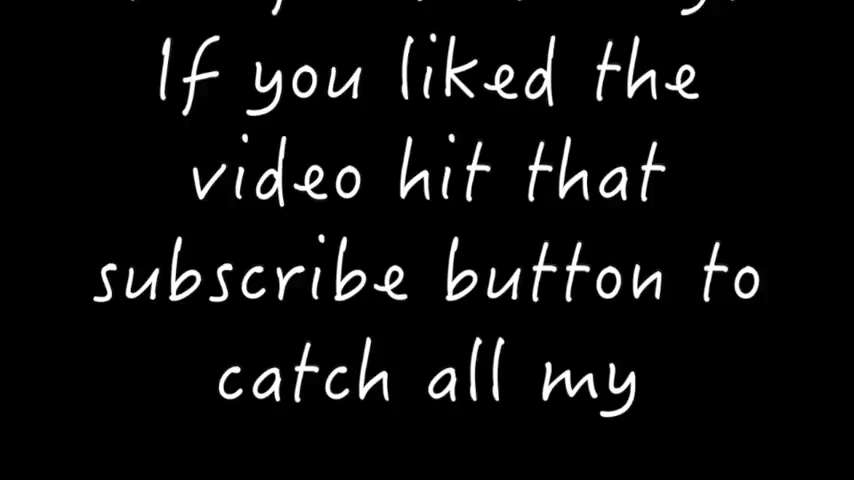 If you liked the
video hit that
subscribe button to
catch all my